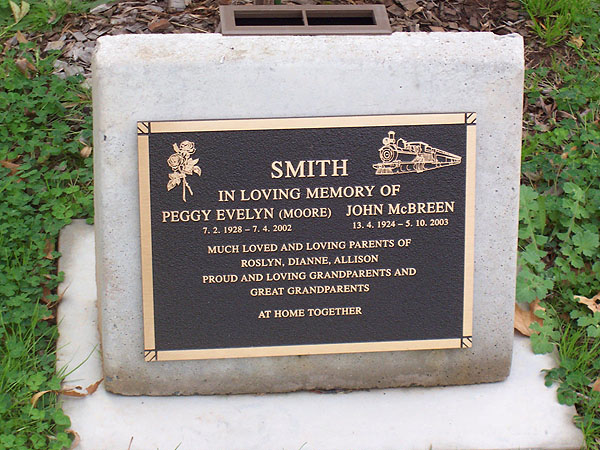 SMITH
IN LOVING MEMORY OF
PEGGY EVELYN (MOORE) JOHN McBREEN
7. 2. 1928 – 7. 4. 2002 13. 4. 1924 – 5. 10. 2003
MUCH LOVED AND LOVING PARENTS OF
ROSLYN, DIANNE, ALLISON
PROUD AND LOVING GRANDPARENTS AND
GREAT GRANDPARENTS
AT HOME TOGETHER